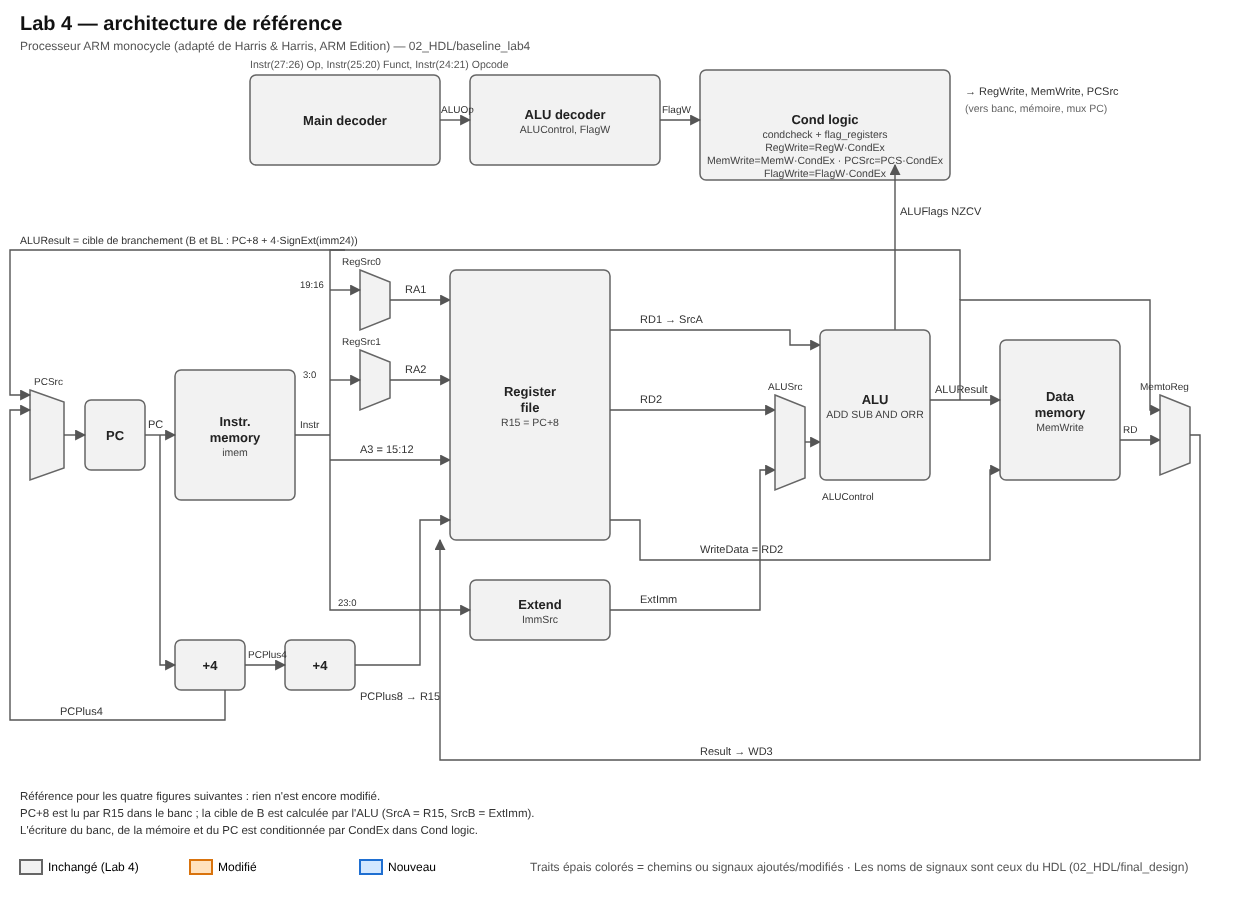 Lab 4 — architecture de référence
Processeur ARM monocycle (adapté de Harris & Harris, ARM Edition) — 02_HDL/baseline_lab4
Instr(27:26) Op, Instr(25:20) Funct, Instr(24:21) Opcode
Main decoder
ALUOp
ALU decoder
ALUControl, FlagW
FlagW
Cond logic
condcheck + flag_registers
RegWrite=RegW·CondEx
MemWrite=MemW·CondEx · PCSrc=PCS·CondEx
FlagWrite=FlagW·CondEx
→ RegWrite, MemWrite, PCSrc
(vers banc, mémoire, mux PC)
ALUFlags NZCV
ALUResult = cible de branchement (B et BL : PC+8 + 4·SignExt(imm24))
RegSrc0
19:16
RA1
RegSrc1
3:0
RA2
PCSrc
PC
PC
Instr.
memory
imem
Instr
A3 = 15:12
Register
file
R15 = PC+8
RD1 → SrcA
RD2
ALUSrc
ALU
ADD SUB AND ORR
ALUControl
ALUResult
Data
memory
MemWrite
MemtoReg
RD
WriteData = RD2
23:0
Extend
ImmSrc
ExtImm
+4
PCPlus4
+4
PCPlus8 → R15
PCPlus4
Result → WD3
Référence pour les quatre figures suivantes : rien n'est encore modifié.
PC+8 est lu par R15 dans le banc ; la cible de B est calculée par l'ALU (SrcA = R15, SrcB = ExtImm).
L'écriture du banc, de la mémoire et du PC est conditionnée par CondEx dans Cond logic.
Inchangé (Lab 4)
Modifié
Nouveau
Traits épais colorés = chemins ou signaux ajoutés/modifiés · Les noms de signaux sont ceux du HDL (02_HDL/final_design)